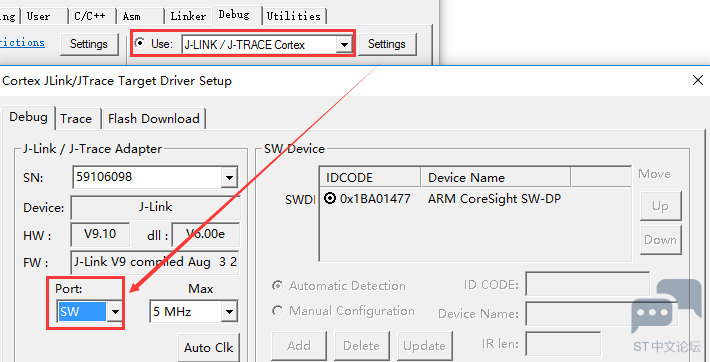 ng User C/C++ Asm Linker Debug Utilities
rictions Settings Use: J-LINK / J-TRACE Cortex Settings
Cortex JLink/JTrace Target Driver Setup
Debug Trace Flash Download
J-Link / J-Trace Adapter
SN: 59106098
Device: J-Link
HW : V9.10 dll : V6.00e
FW : J-Link V9 compiled Aug 3 2
Port: Max
SW 5 MHz
Auto Clk
SW Device
IDCODE Device Name Move
SWDI 0x1BA01477 ARM CoreSight SW-DP Up
Down
Automatic Detection ID CODE:
Manual Configuration Device Name:
Add Delete Update IR len:
ST中文论坛